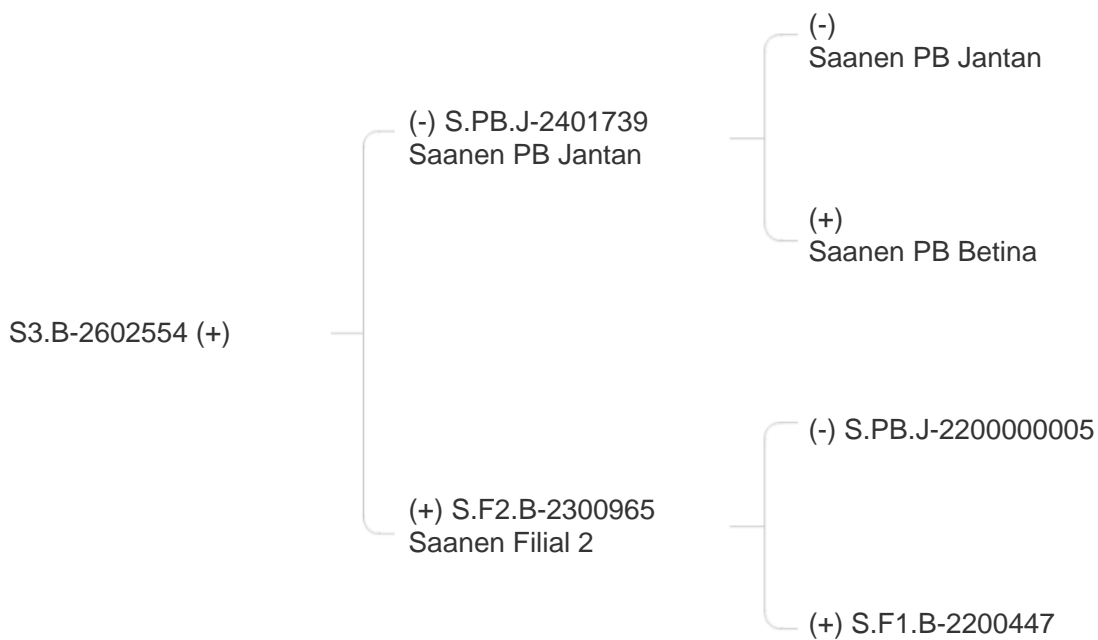 (-)
Saanen PB Jantan
(-) S.PB.J-2401739
Saanen PB Jantan
(+)
Saanen PB Betina
S3.B-2602554 (+)
(-) S.PB.J-2200000005
(+) S.F2.B-2300965
Saanen Filial 2
(+) S.F1.B-2200447